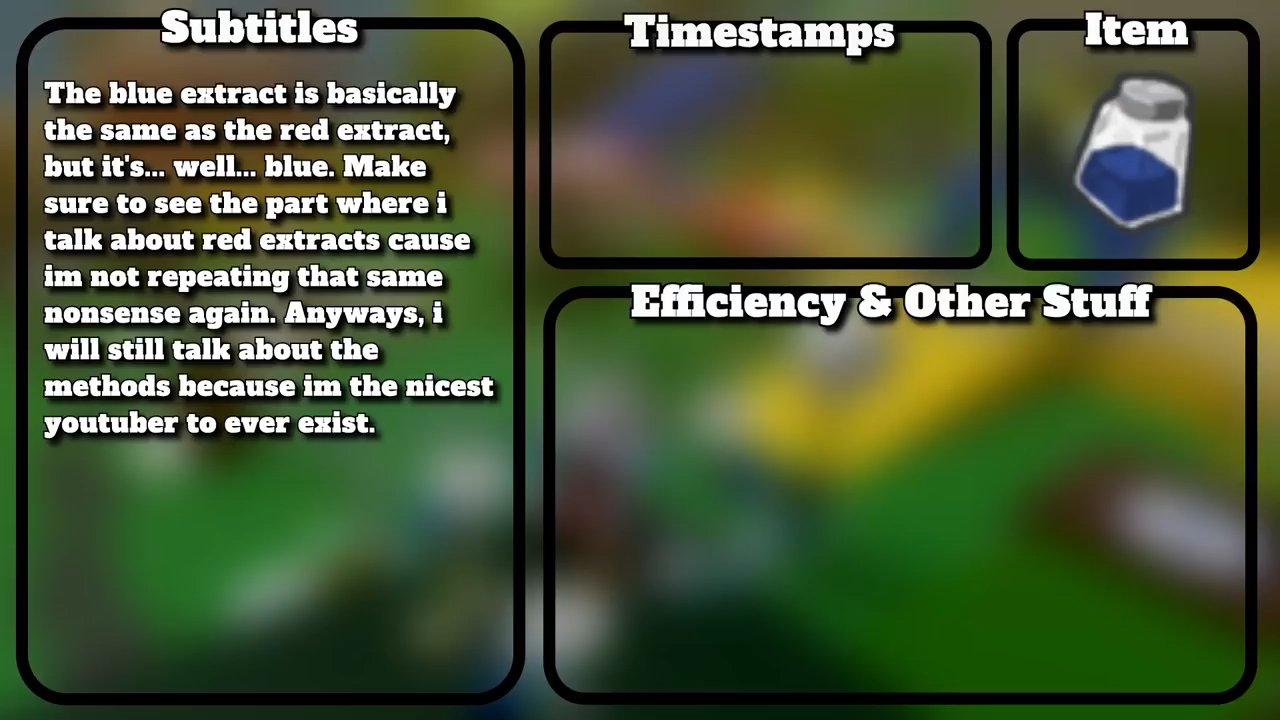 Subtitles
The blue extract is basically
the same as the red extract,
but it's... well... blue. Make
sure to see the part where i
talk about red extracts cause
im not repeating that same
nonsense again. Anyways, i
will still talk about the
methods because im the nicest
youtuber to ever exist.
Timestamps
Item
Efficiency & Other Stuff